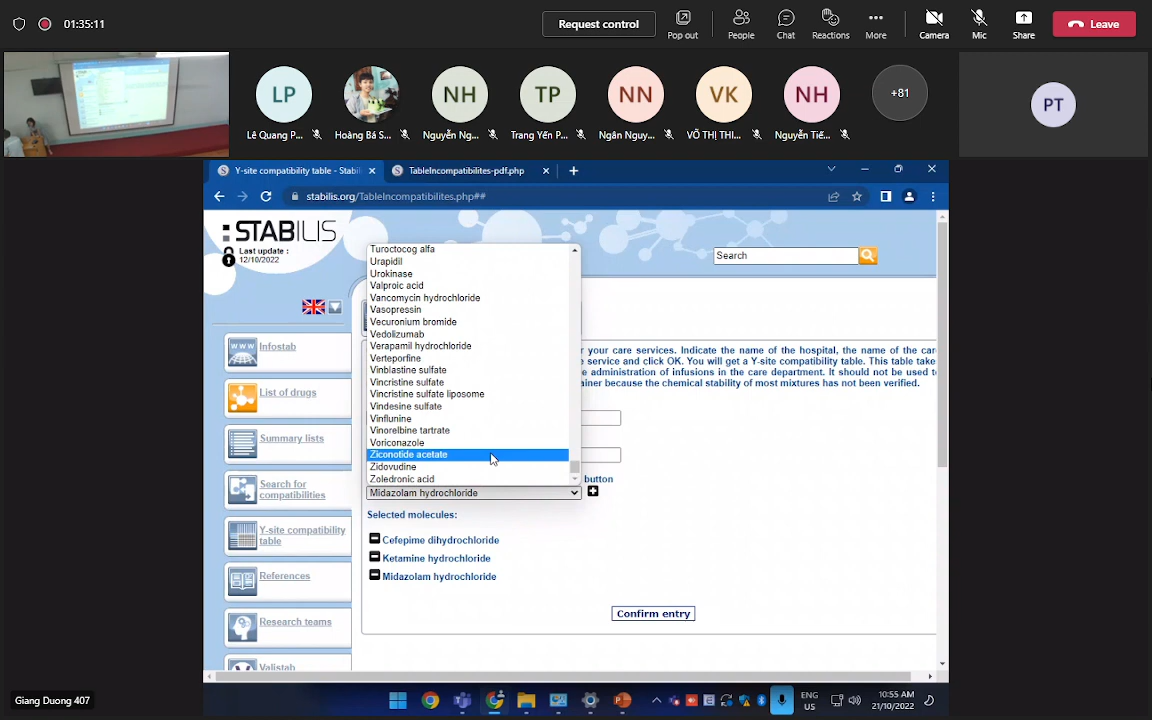 01:35:11
Request control
Pop out
People
Chat
Reactions
More
Camera
Mic
Share
Leave
LP
NH
TP
NN
VK
NH
+81
PT
Lê Quang P...
Hoàng Bá S...
Nguyễn Ng...
Trang Yến P...
Ngân Nguy...
VÕ THỊ THI...
Nguyễn Tiế...
Y-site compatibility table - Stabil
TableIncompatibilites-pdf.php
stabilis.org/TableIncompatibilites.php##
STABILIS
Last update :
12/10/2022
Search
Infostab
List of drugs
Summary lists
Search for
compatibilities
Y-site compatibility
table
References
Research teams
Valistab
Turoctocog alfa
Urapidil
Urokinase
Valproic acid
Vancomycin hydrochloride
Vasopressin
Vecuronium bromide
Vedolizumab
Verapamil hydrochloride
Verteporfine
Vinblastine sulfate
Vincristine sulfate
Vincristine sulfate liposome
Vindesine sulfate
Vinflunine
Vinorelbine tartrate
Voriconazole
Ziconotide acetate
Zidovudine
Zoledronic acid
Midazolam hydrochloride
r your care services. Indicate the name of the hospital, the name of the car
service and click OK. You will get a Y-site compatibility table. This table take
e administration of infusions in the care department. It should not be used t
ainer because the chemical stability of most mixtures has not been verified.
button
Selected molecules:
Cefepime dihydrochloride
Ketamine hydrochloride
Midazolam hydrochloride
Confirm entry
Giang Duong 407
ENG
US
10:55 AM
21/10/2022